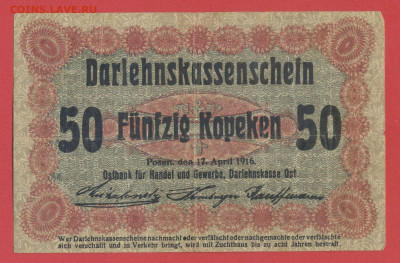 coins.lave.ru
Darlehnskassenschein
50 Fünfzig Kopeken 50
Posen, den 17. April 1916.
Ostbank für Handel und Gewerbe, Darlehnskasse Ost
Kauffmann
Wer Darlehnskassenscheine nachmacht oder verfälscht oder nachgemachte oder verfälschte
sich verschafft und in Verkehr bringt, wird mit Zuchthaus bis zu acht Jahren bestraft.